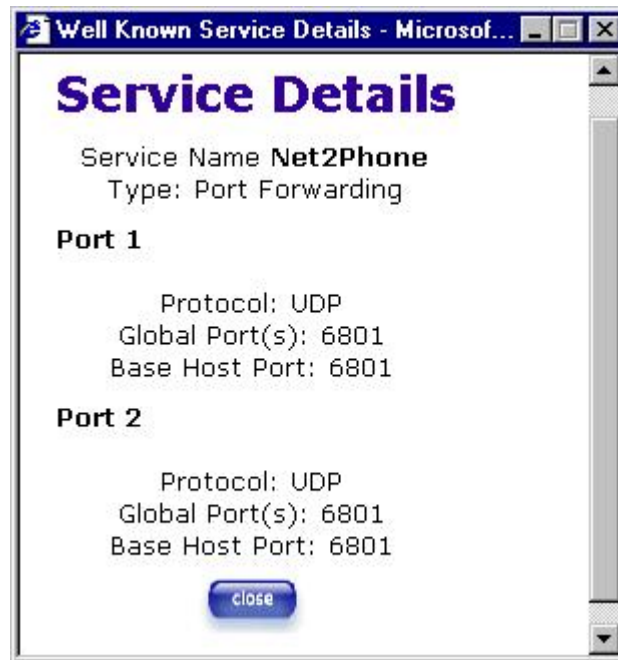 Well Known Service Details - Microsof...
Service Details
Service Name Net2Phone
Type: Port Forwarding
Port 1
Protocol: UDP
Global Port(s): 6801
Base Host Port: 6801
Port 2
Protocol: UDP
Global Port(s): 6801
Base Host Port: 6801
close